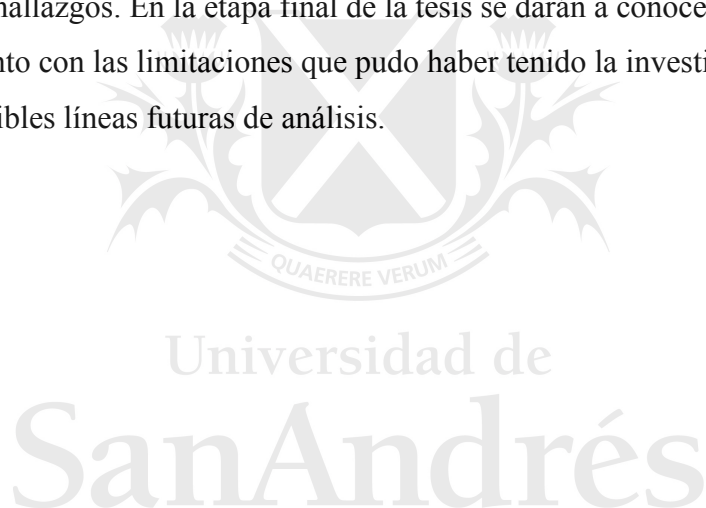 hallazgos. En la etapa final de la tesis se darán a conoce
nto con las limitaciones que pudo haber tenido la investi
ibles líneas futuras de análisis.
QUAERERE VERUM
Universidad de
SanAndrés